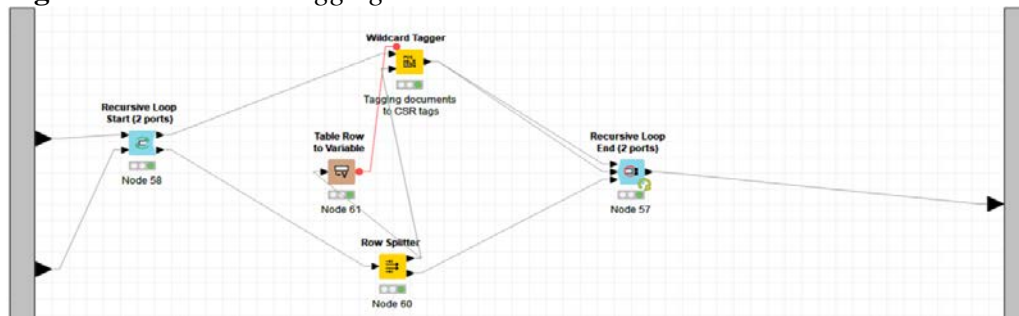 Wildcard Tagger
Tagging documents
to CSR tags
Recursive Loop
Start (2 ports)
Node 58
Table Row
to Variable
Node 61
Recursive Loop
End (2 ports)
Node 57
Row Splitter
Node 60